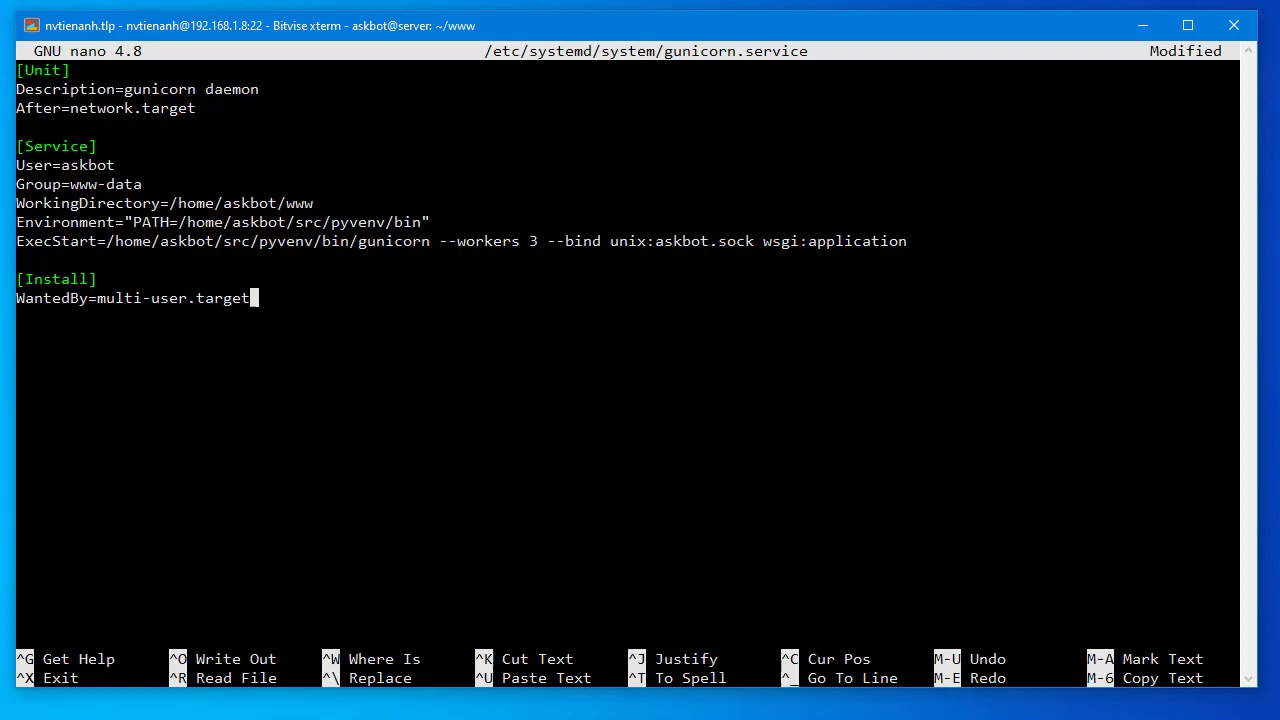 nvtienanh.tlp - nvtienanh@192.168.1.8:22 - Bitvise xterm - askbot@server: ~/www
GNU nano 4.8 /etc/systemd/system/gunicorn.service Modified
[Unit]
Description=gunicorn daemon
After=network.target
[Service]
User=askbot
Group=www-data
WorkingDirectory=/home/askbot/www
Environment="PATH=/home/askbot/src/pyvenv/bin"
ExecStart=/home/askbot/src/pyvenv/bin/gunicorn --workers 3 --bind unix:askbot.sock wsgi:application
[Install]
WantedBy=multi-user.target
^G Get Help ^O Write Out ^W Where Is ^K Cut Text ^J Justify ^C Cur Pos M-U Undo M-A Mark Text
^X Exit ^R Read File ^\ Replace ^U Paste Text ^T To Spell ^_ Go To Line M-E Redo M-6 Copy Text